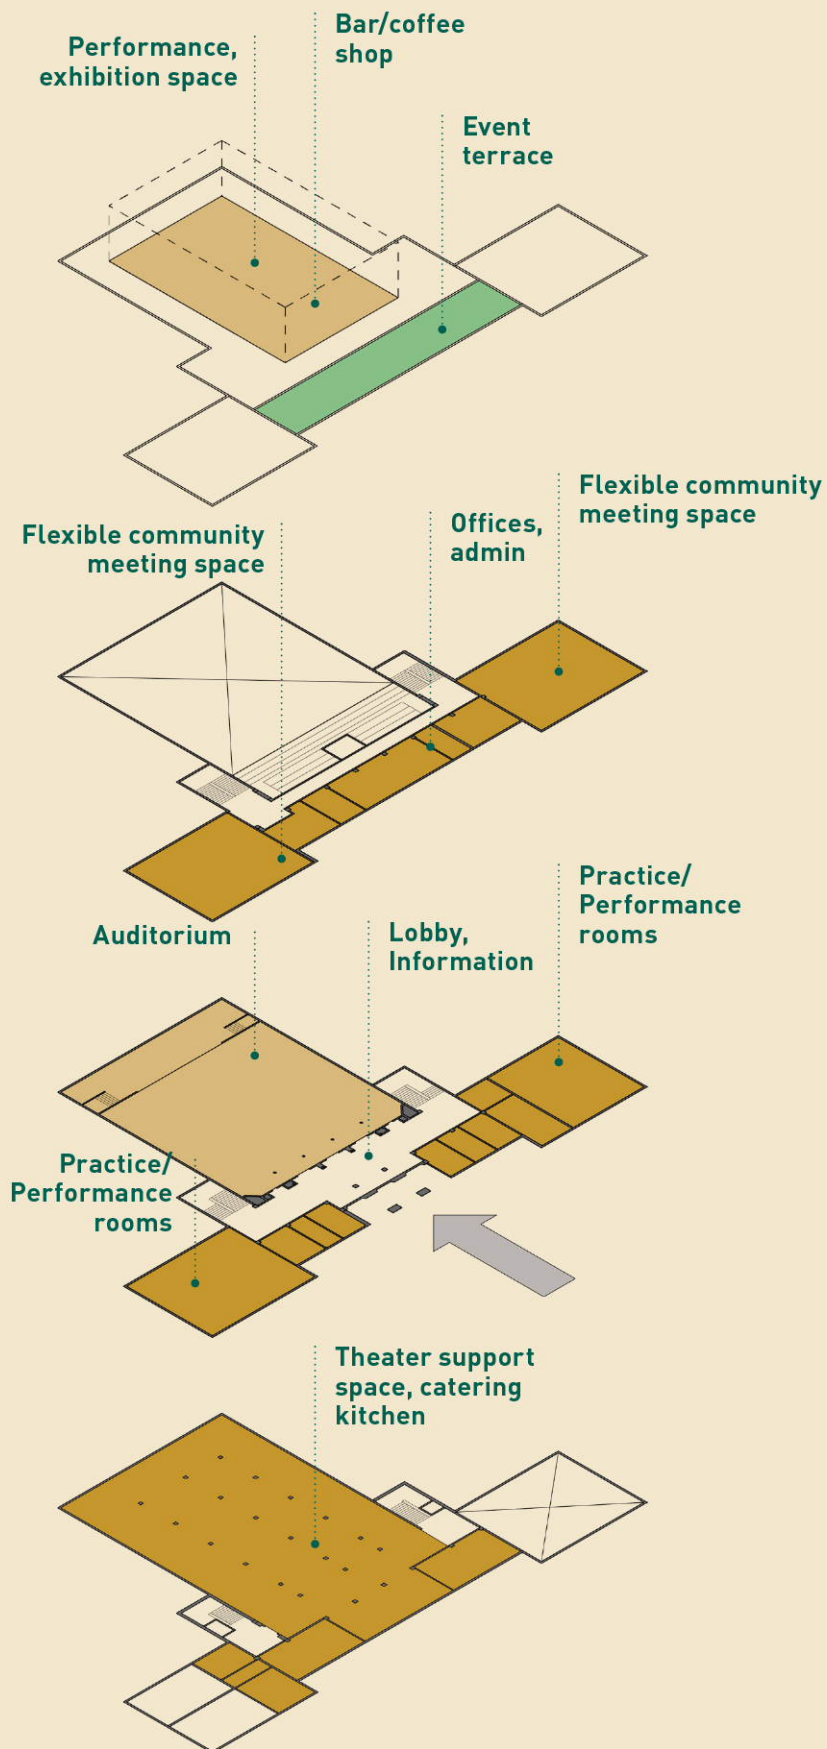 Bar/coffee
shop
Performance,
exhibition space
Event
terrace
Flexible community
meeting space
Offices,
admin
Flexible community
meeting space
Practice/
Performance
rooms
Auditorium
Lobby,
Information
Practice/
Performance
rooms
Theater support
space, catering
kitchen